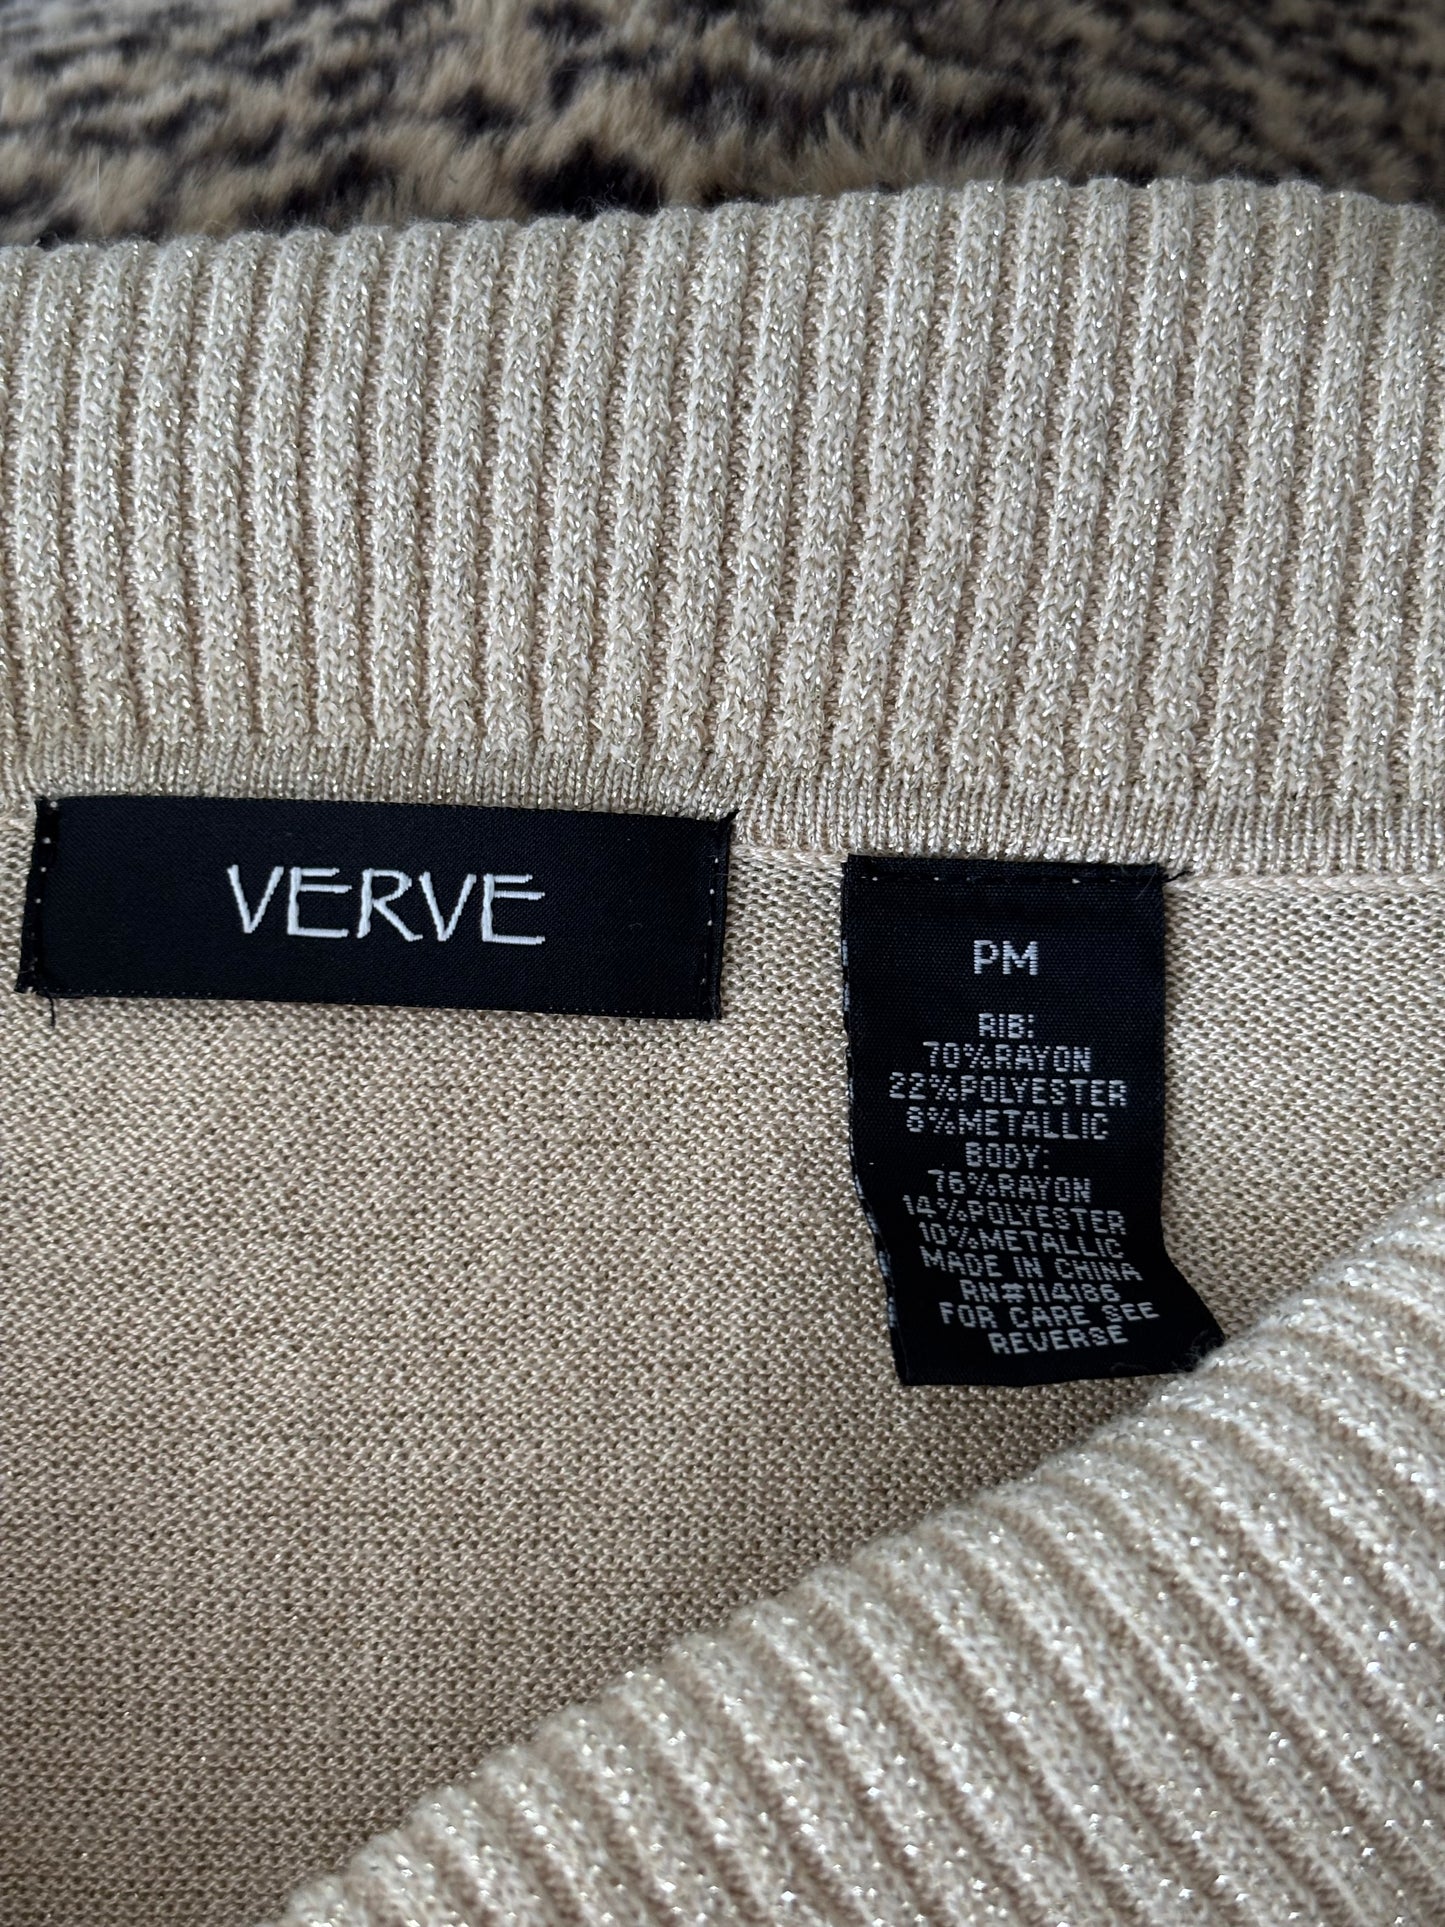 VERVE
PM
RIB:
70%RAYON
22%POLYESTER
8%METALLIC
BODY:
76%RAYON
14%POLYESTER
10%METALLIC
MADE IN CHINA
RN#114186
FOR CARE SEE
REVERSE